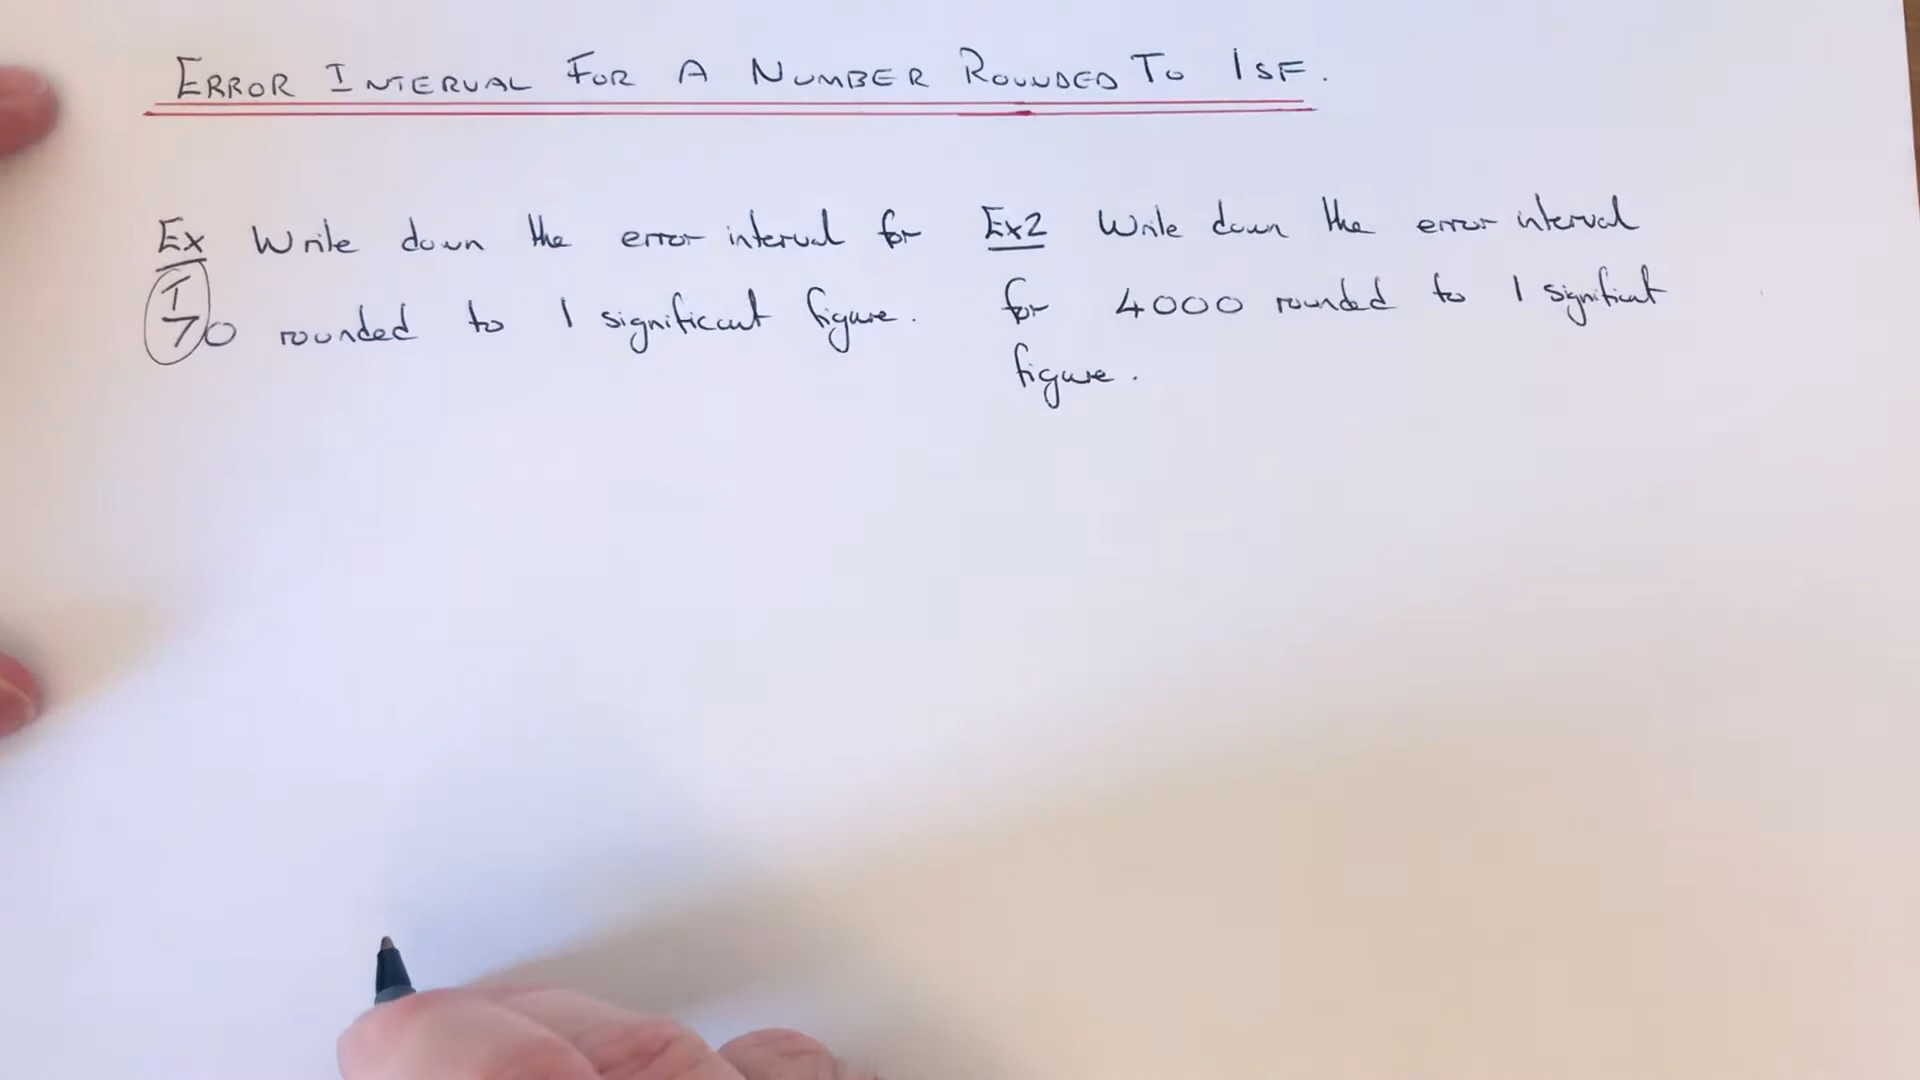 ERROR INTERVAL FOR A NUMBER ROUNDED TO 1SF.
Ex Write down the error interval for
T
70 rounded to 1 significant figure.
Ex2 Write down the error interval
for 4000 rounded to 1 significant
figure.